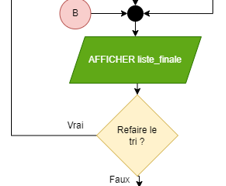 B
AFFICHER liste_finale
Vrai
Refaire le
tri ?
Faux